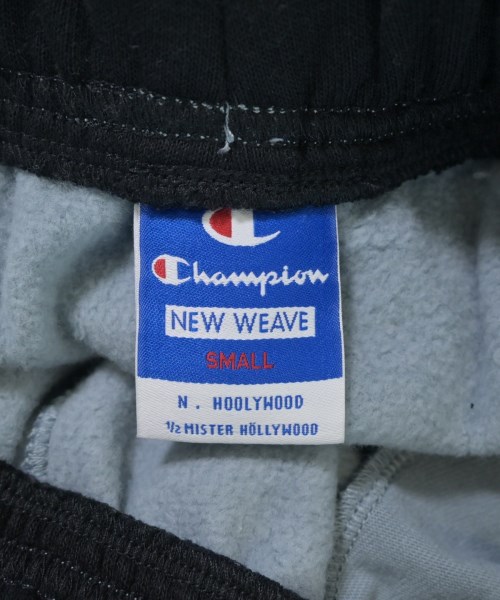 Champion
NEW WEAVE
SMALL
N. HOOLYWOOD
½ MISTER HÖLLYWOOD